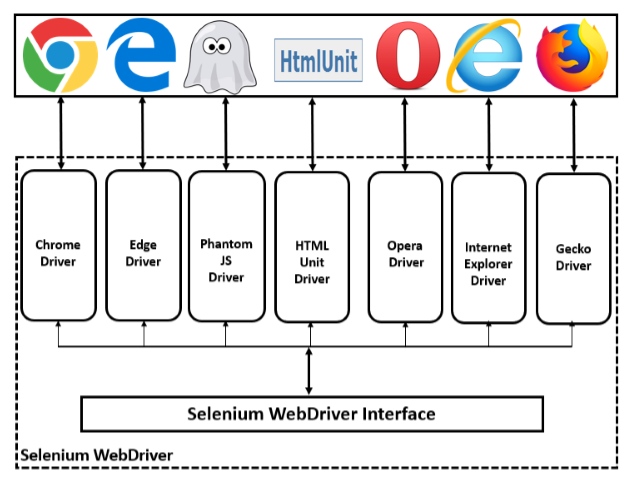 HtmlUnit
Chrome
Driver
Edge
Driver
Phantom
JS
Driver
HTML
Unit
Driver
Opera
Driver
Internet
Explorer
Driver
Gecko
Driver
Selenium WebDriver Interface
Selenium WebDriver